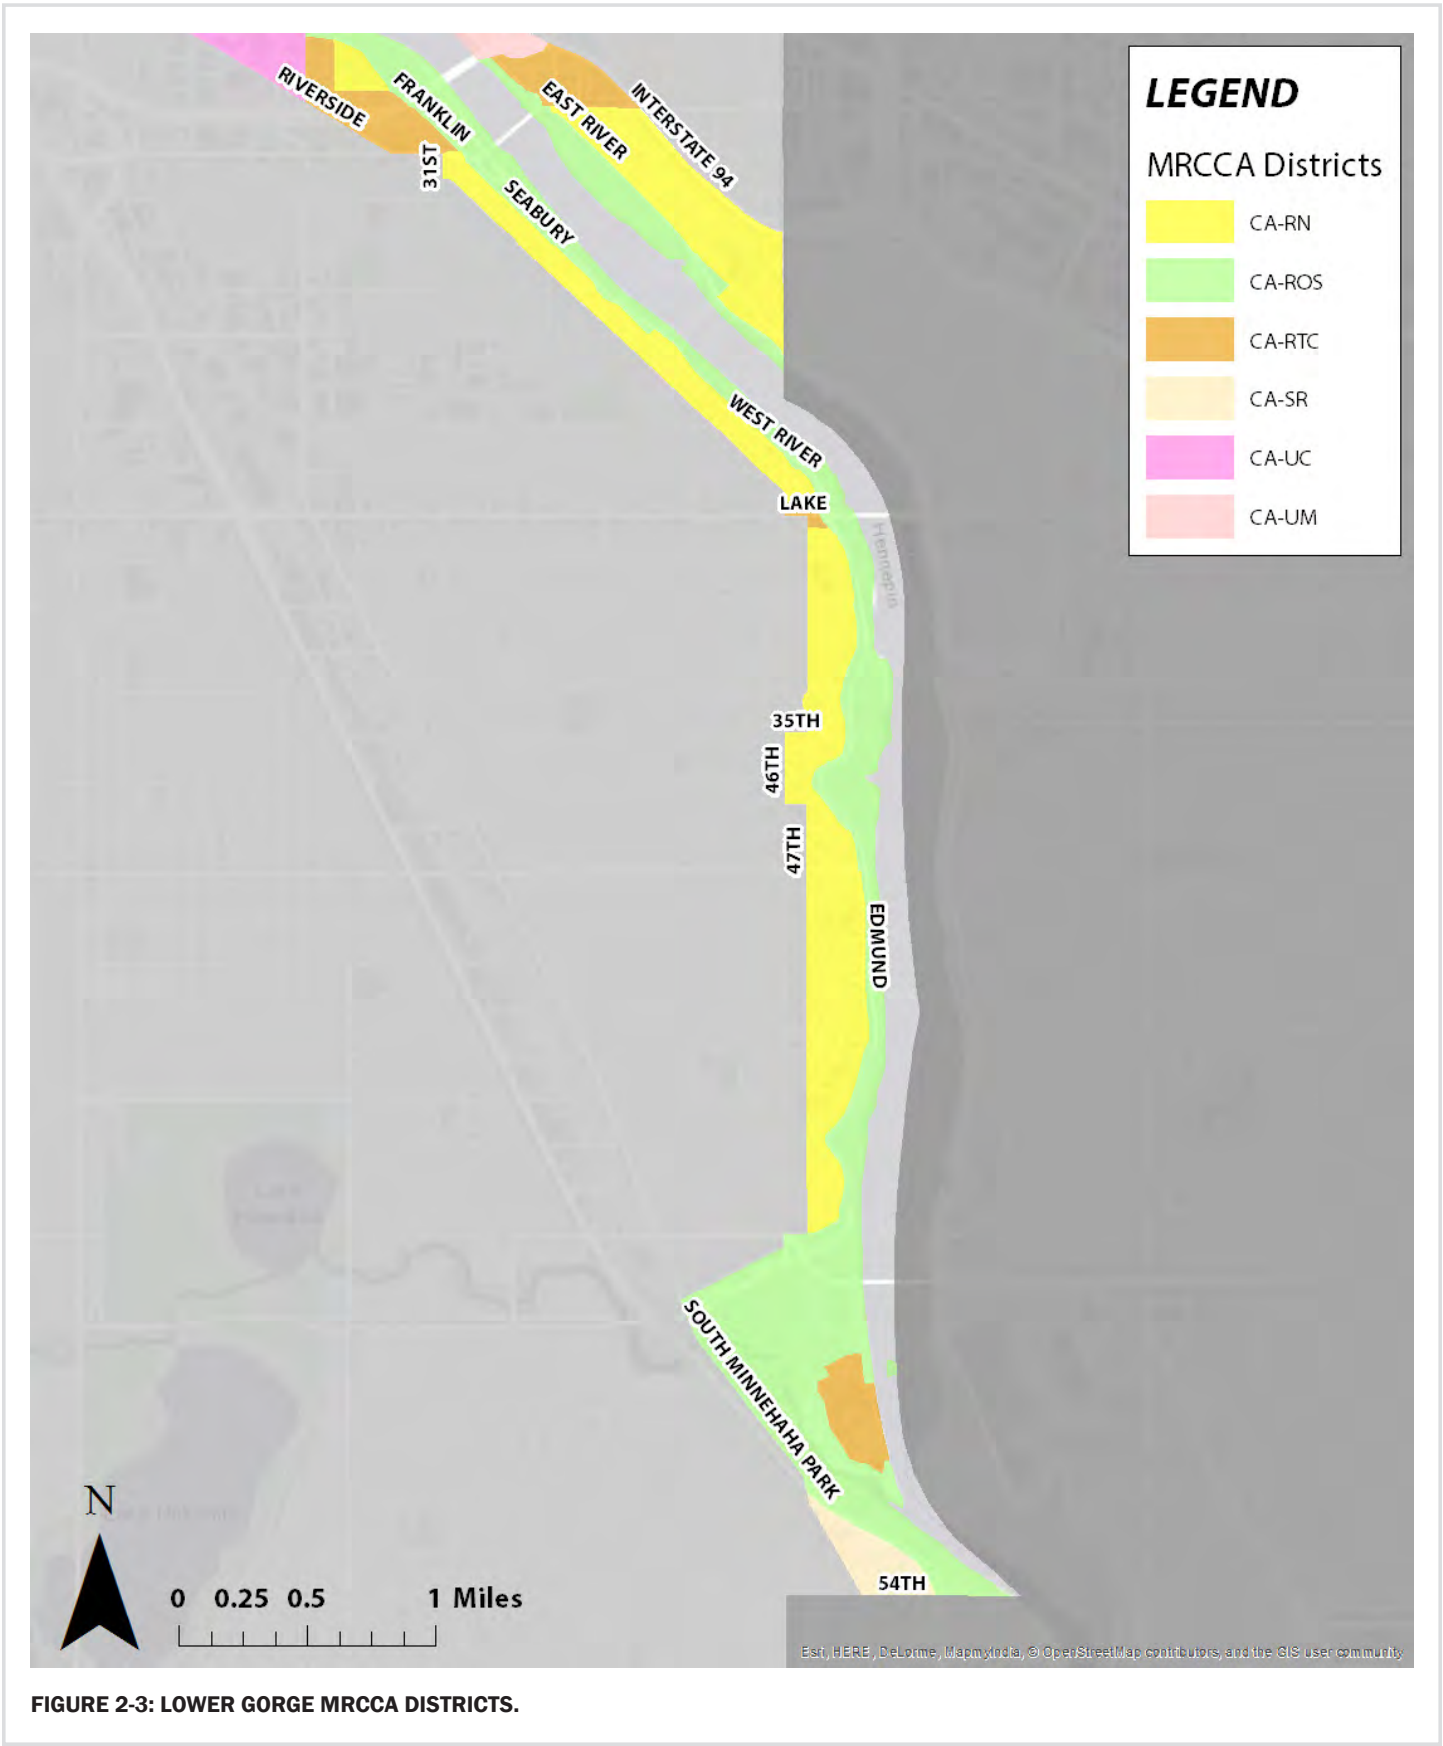 LEGEND
MRCCA Districts
CA-RN
CA-ROS
CA-RTC
CA-SR
CA-UC
CA-UM
RIVERSIDE
FRANKLIN
31ST
SEABURY
EAST RIVER
INTERSTATE 94
WEST RIVER
LAKE
Hennepin
35TH
46TH
47TH
EDMUND
SOUTH MINNEHAHA PARK
54TH
N
0 0.25 0.5 1 Miles
Esri, HERE, DeLorme, MapmyIndia, © OpenStreetMap contributors, and the GIS user community
FIGURE 2-3: LOWER GORGE MRCCA DISTRICTS.